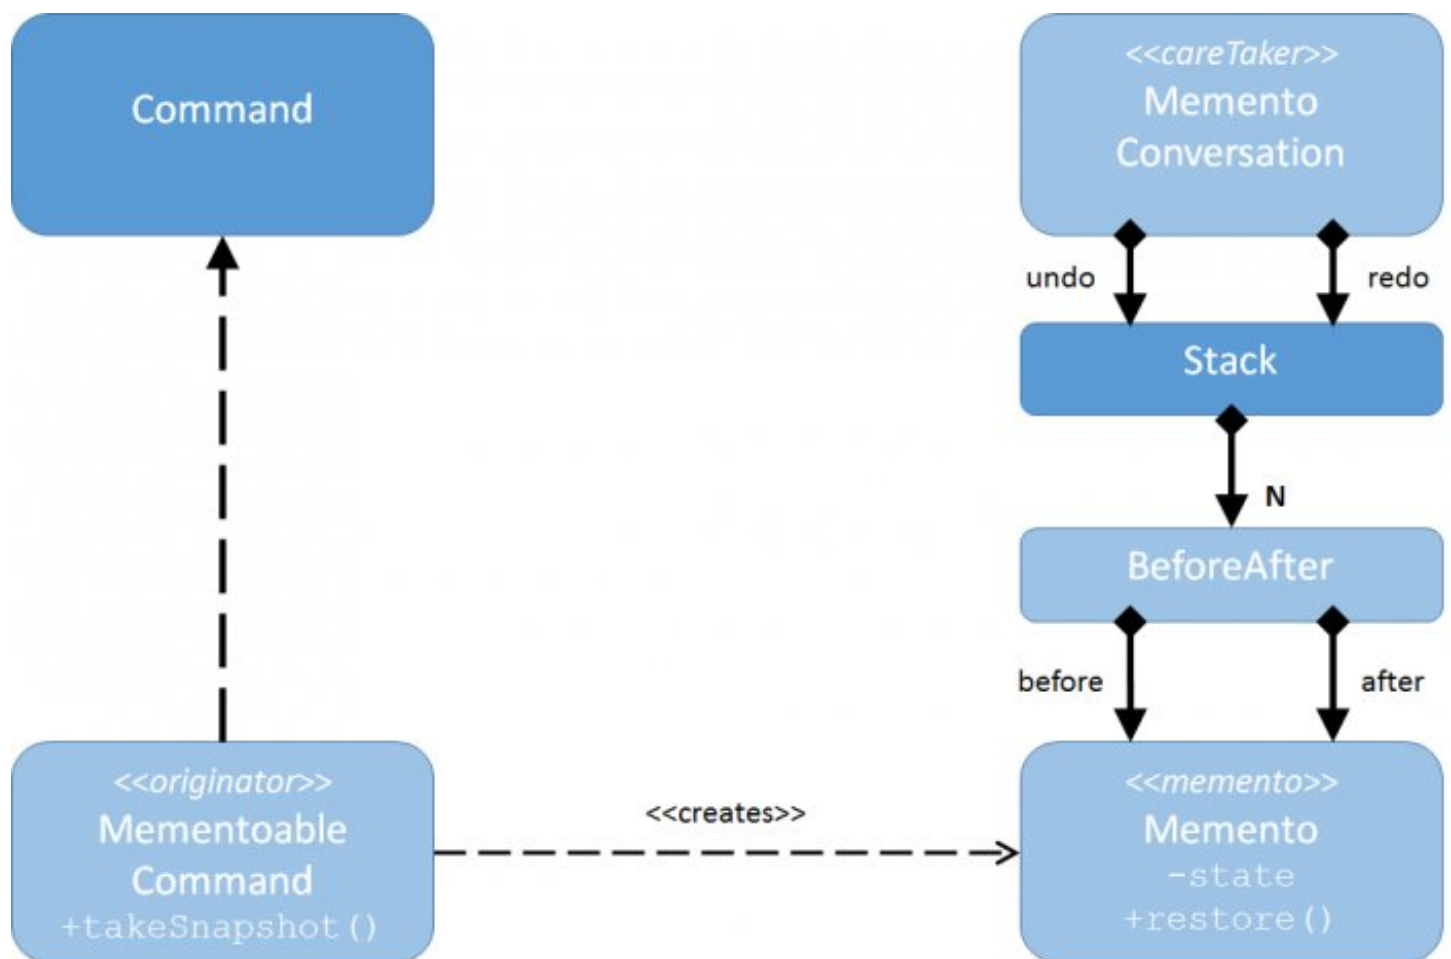 Command
<<careTaker>>
Memento
Conversation
undo
redo
Stack
N
BeforeAfter
before
after
<<originator>>
Mementoable
Command
+takeSnapshot()
<<creates>>
<<memento>>
Memento
-state
+restore()